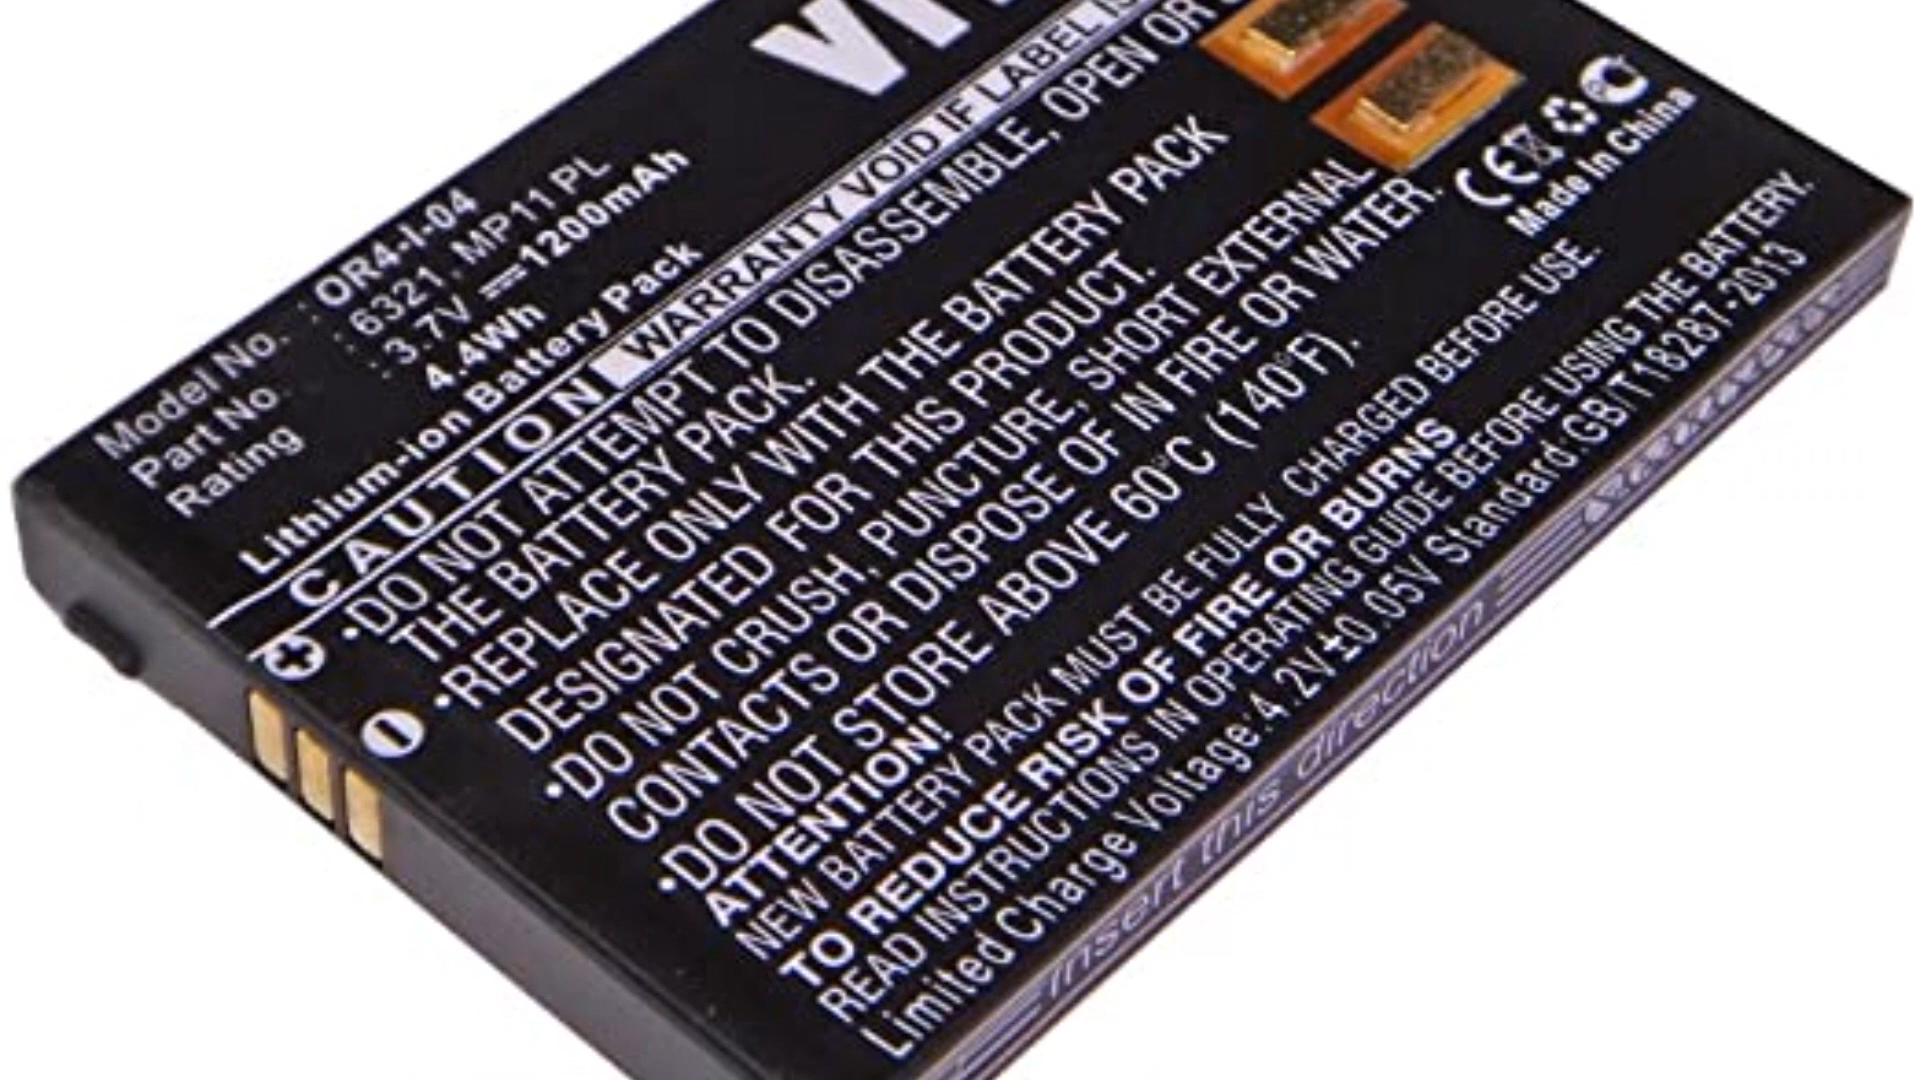 Model No. : OR4-I-04
Part No. : 6321, MP11 PL
Rating : 3.7V 1200mAh
4.4Wh
Lithium-ion Battery Pack
CAUTION WARRANTY VOID IF LABEL
•DO NOT ATTEMPT TO DISASSEMBLE, OPEN OR
THE BATTERY PACK.
•REPLACE ONLY WITH THE BATTERY PACK
DESIGNATED FOR THIS PRODUCT.
•DO NOT CRUSH, PUNCTURE, SHORT EXTERNAL
CONTACTS OR DISPOSE OF IN FIRE OR WATER.
•DO NOT STORE ABOVE 60°C (140°F).
ATTENTION!
NEW BATTERY PACK MUST BE FULLY CHARGED BEFORE USE.
TO REDUCE RISK OF FIRE OR BURNS
READ INSTRUCTIONS IN OPERATING GUIDE BEFORE USING THE BATTERY.
Limited Charge Voltage:4.2V±0.05V Standard:GB/T18287-2013
Insert this direction
CE
Made In China